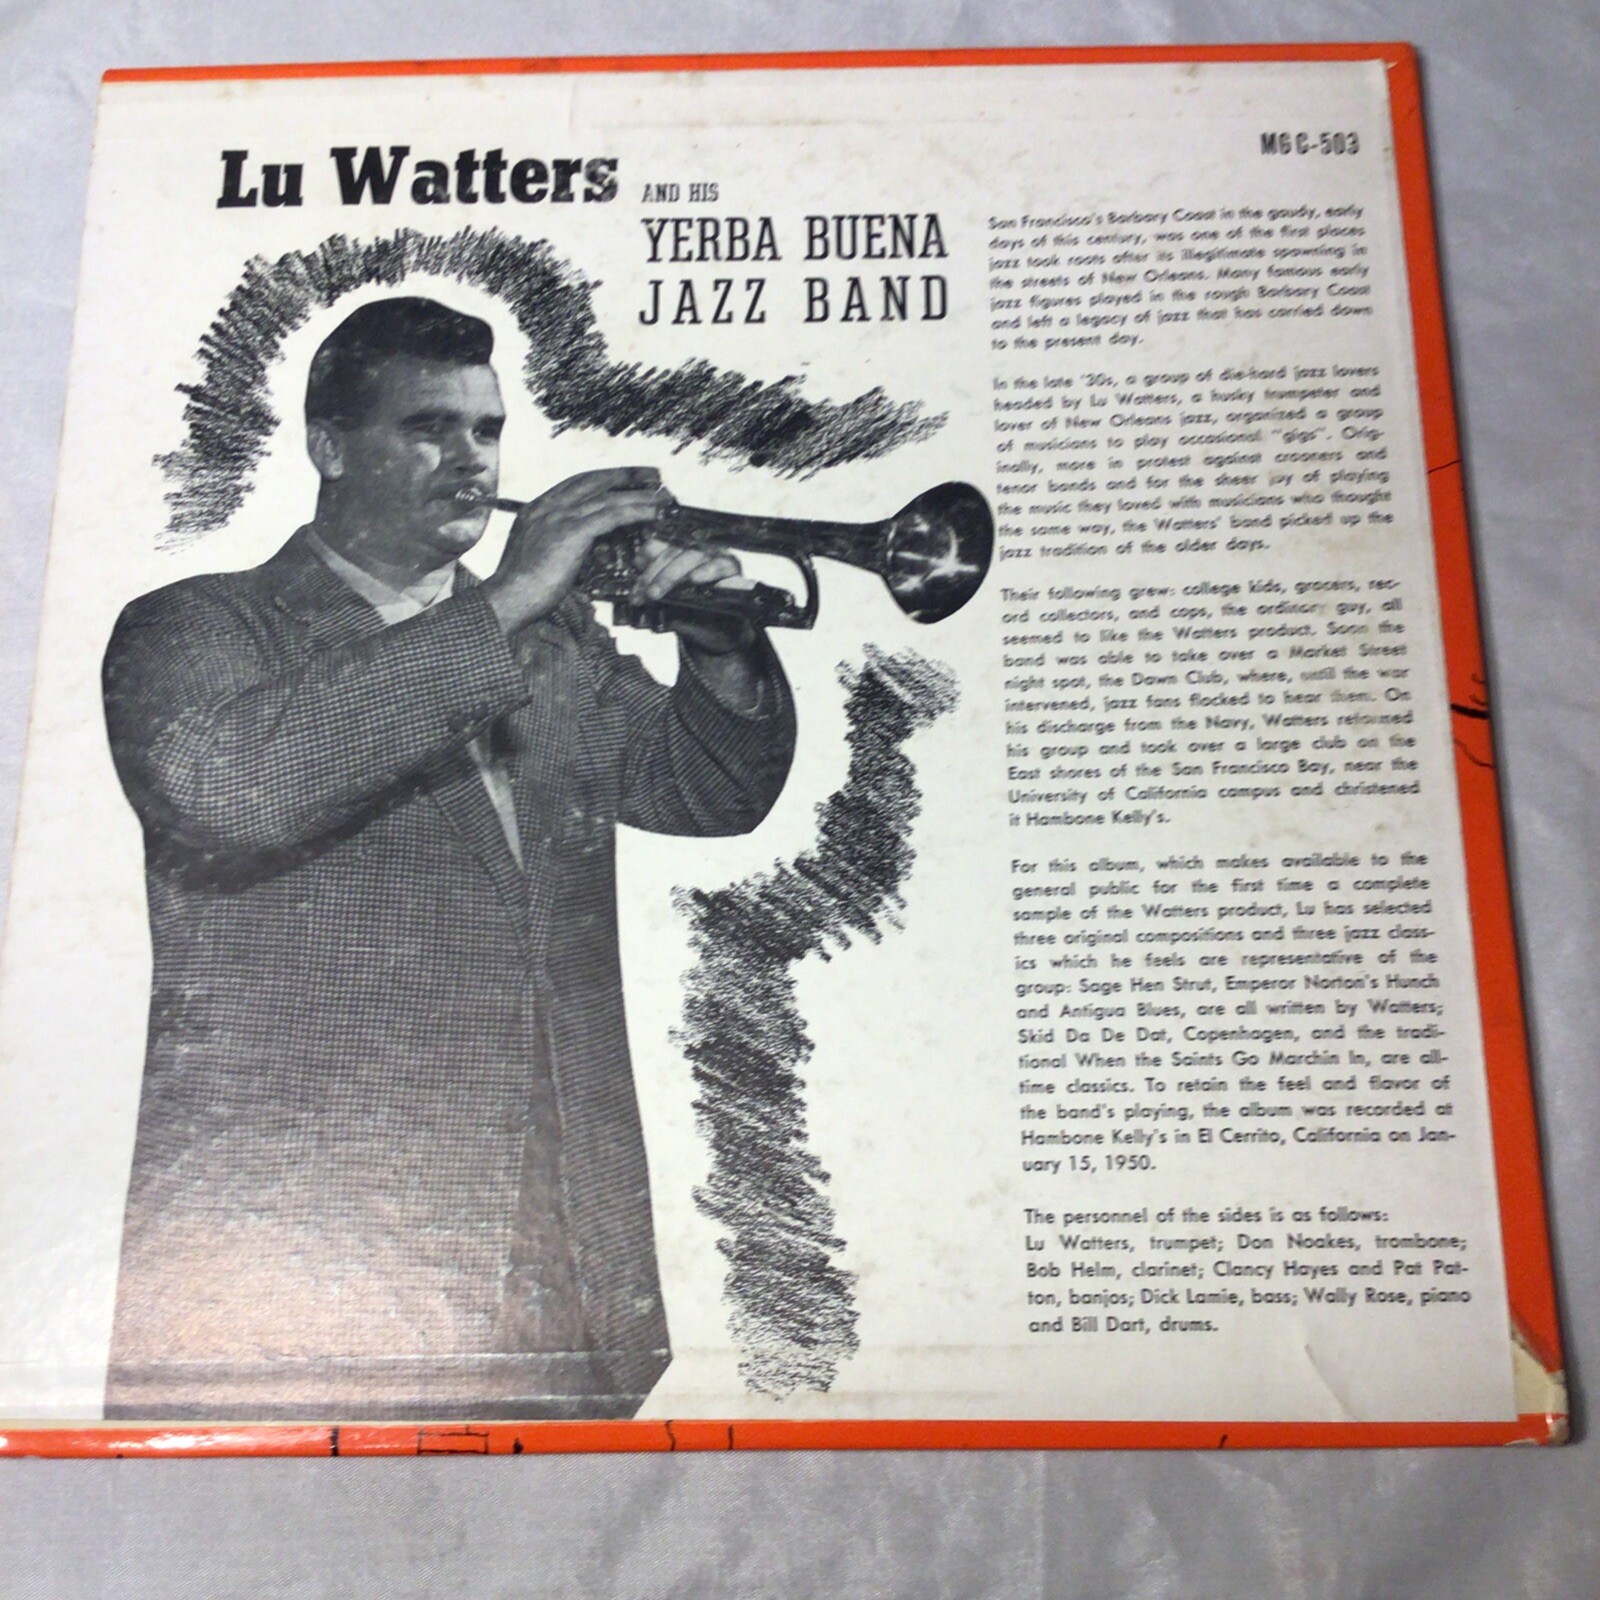 Lu Watters AND HIS
YERBA BUENA
JAZZ BAND
MG C-503
San Francisco's Barbary Coast in the gaudy, early
days of this century, was one of the first places
jazz took roots after its illegitimate spawning in
the streets of New Orleans. Many famous early
jazz figures played in the rough Barbary Coast
and left a legacy of jazz that has carried down
to the present day.
In the late '30s, a group of die-hard jazz lovers
headed by Lu Watters, a husky trumpeter and
lover of New Orleans jazz, organized a group
of musicians to play occasional "gigs". Orig-
inally, more in protest against crooners and
tenor bands and for the sheer joy of playing
the music they loved with musicians who thought
the same way, the Watters' band picked up the
jazz tradition of the older days.
Their following grew: college kids, grocers, rec-
ord collectors, and cops, the ordinary guy, all
seemed to like the Watters product. Soon the
band was able to take over a Market Street
night spot, the Dawn Club, where, until the war
intervened, jazz fans flocked to hear them. On
his discharge from the Navy, Watters reformed
his group and took over a large club on the
East shores of the San Francisco Bay, near the
University of California campus and christened
it Hambone Kelly's.
For this album, which makes available to the
general public for the first time a complete
sample of the Watters product, Lu has selected
three original compositions and three jazz class-
ics which he feels are representative of the
group: Sage Hen Strut, Emperor Norton's Hunch
and Antigua Blues, are all written by Watters;
Skid Da De Dat, Copenhagen, and the tradi-
tional When the Saints Go Marchin In, are all-
time classics. To retain the feel and flavor of
the band's playing, the album was recorded at
Hambone Kelly's in El Cerrito, California on Jan-
uary 15, 1950.
The personnel of the sides is as follows:
Lu Watters, trumpet; Don Noakes, trombone;
Bob Helm, clarinet; Clancy Hayes and Pat Pat-
ton, banjos; Dick Lamie, bass; Wally Rose, piano
and Bill Dart, drums.